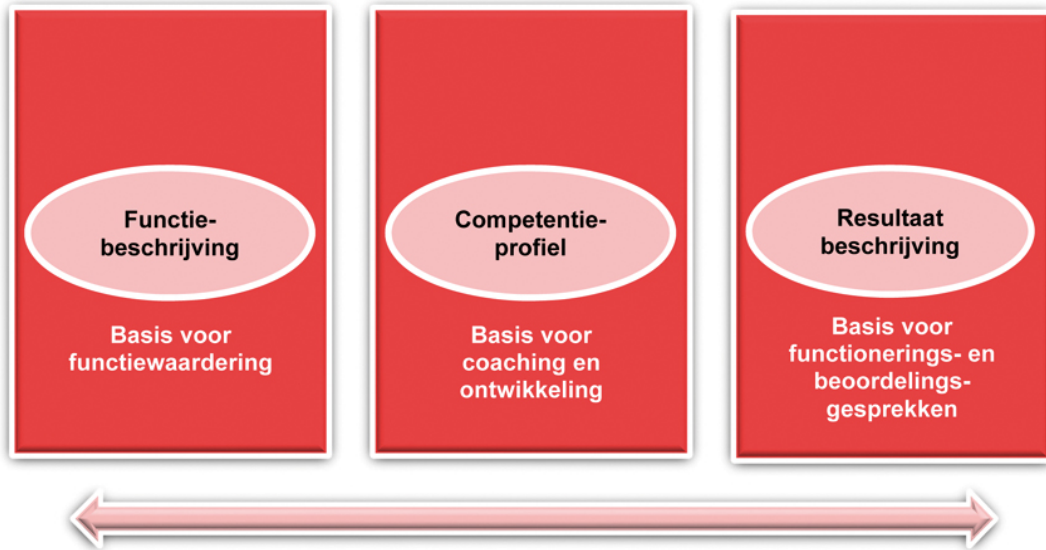 Functie-
beschrijving
Basis voor
functiewaardering
Competentie-
profiel
Basis voor
coaching en
ontwikkeling
Resultaat
beschrijving
Basis voor
functionerings- en
beoordelings-
gesprekken